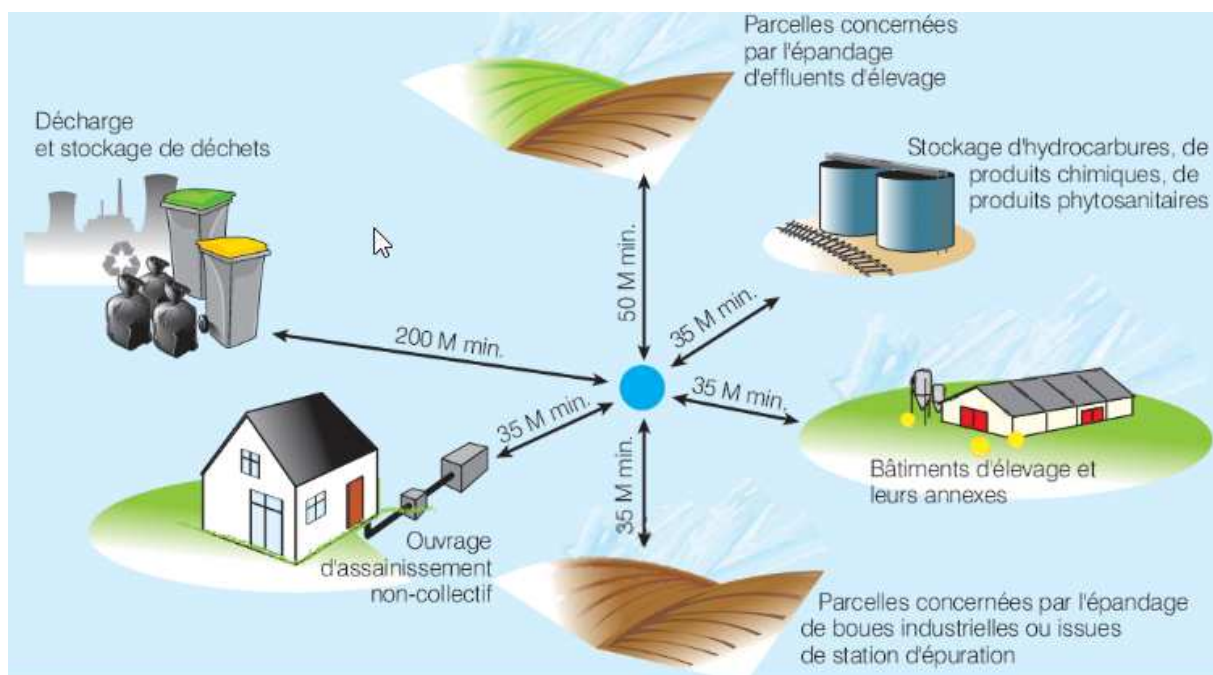 Parcelles concernées
par l'épandage
d'effluents d'élevage
Décharge
et stockage de déchets
Stockage d'hydrocarbures, de
produits chimiques, de
produits phytosanitaires
50 M min.
35 M min.
200 M min.
35 M min.
35 M min.
35 M min.
Bâtiments d'élevage et
leurs annexes
Ouvrage
d'assainissement
non-collectif
Parcelles concernées par l'épandage
de boues industrielles ou issues
de station d'épuration